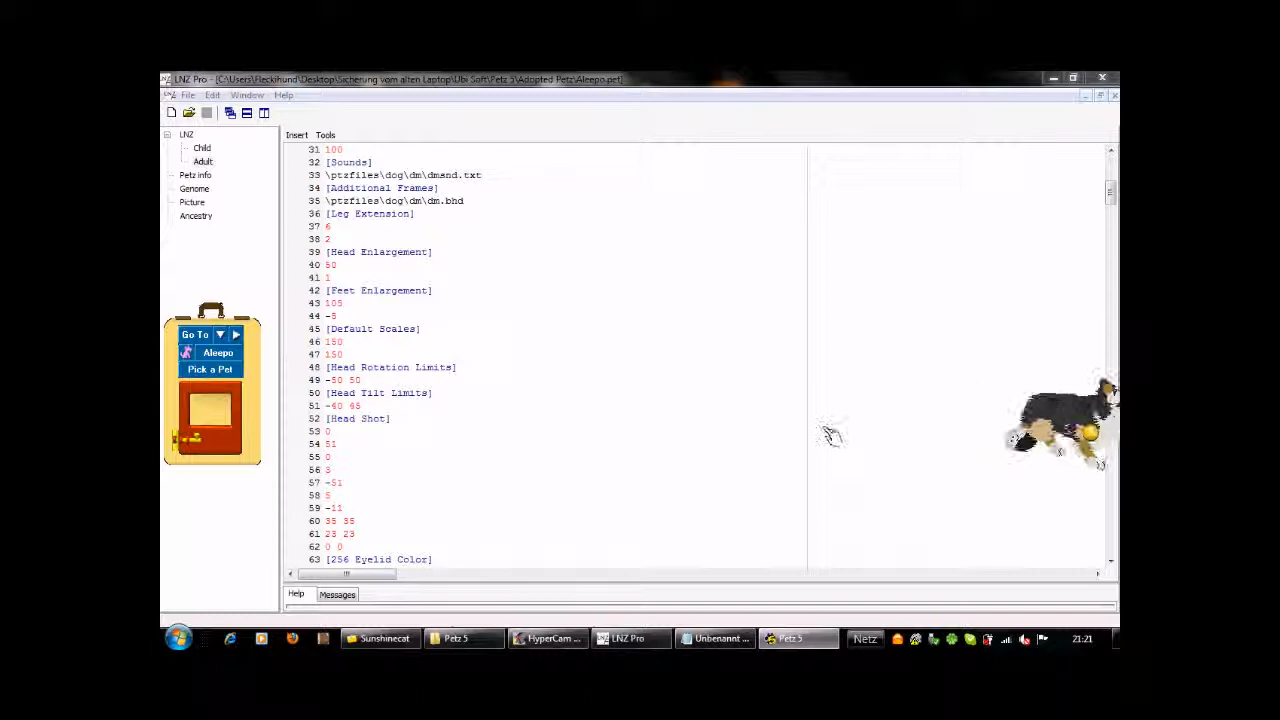 LNZ Pro - [C:\Users\Fleckihund\Desktop\Sicherung vom alten Laptop\Ubi Soft\Petz 5\Adopted Petz\Aleepo.pet]
File Edit Window Help
LNZ
Child
Adult
Petz info
Genome
Picture
Ancestry
Go To
Aleepo
Pick a Pet
Insert Tools
31 100
32 [Sounds]
33 \ptzfiles\dog\dm\dmsnd.txt
34 [Additional Frames]
35 \ptzfiles\dog\dm\dm.bhd
36 [Leg Extension]
37 6
38 2
39 [Head Enlargement]
40 50
41 1
42 [Feet Enlargement]
43 105
44 -5
45 [Default Scales]
46 150
47 150
48 [Head Rotation Limits]
49 -50 50
50 [Head Tilt Limits]
51 -40 45
52 [Head Shot]
53 0
54 51
55 0
56 3
57 -51
58 5
59 -11
60 35 35
61 23 23
62 0 0
63 [256 Eyelid Color]
Help Messages
Sunshinecat Petz 5 HyperCam ... LNZ Pro Unbenannt ... Petz 5 Netz 21:21